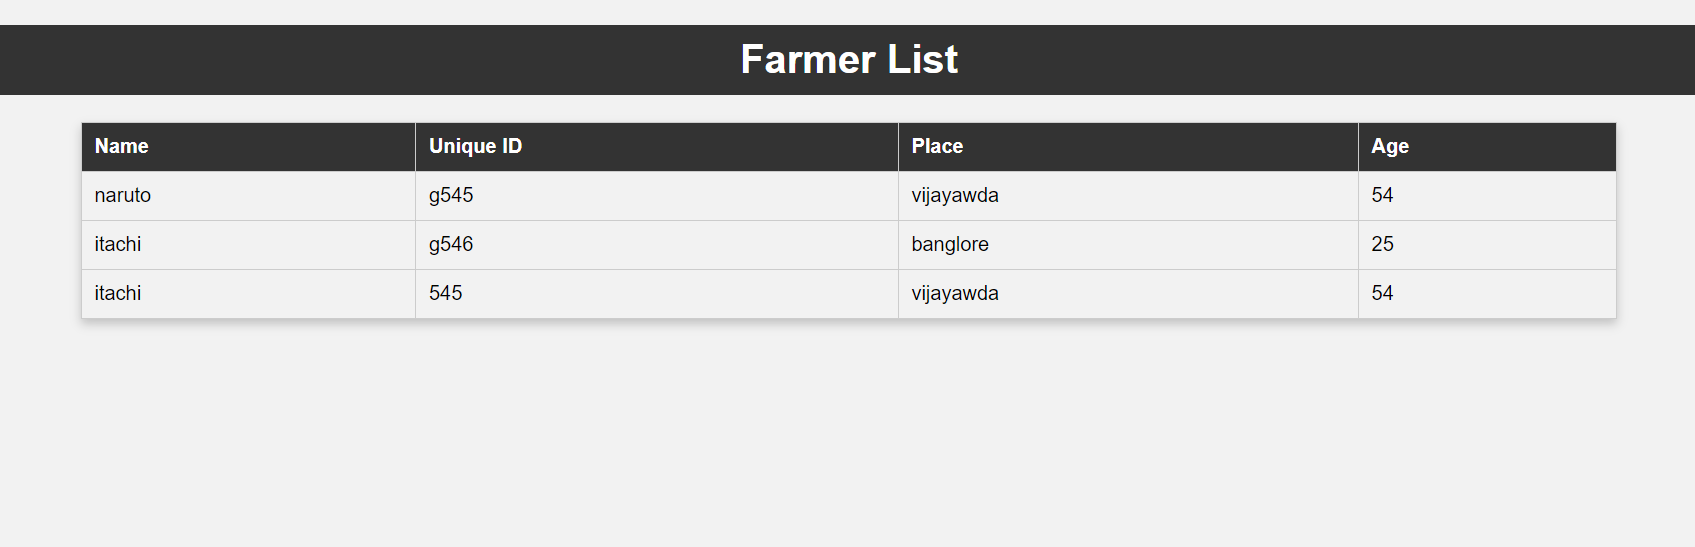 Farmer List
Name Unique ID Place Age
naruto g545 vijayawda 54
itachi g546 banglore 25
itachi 545 vijayawda 54